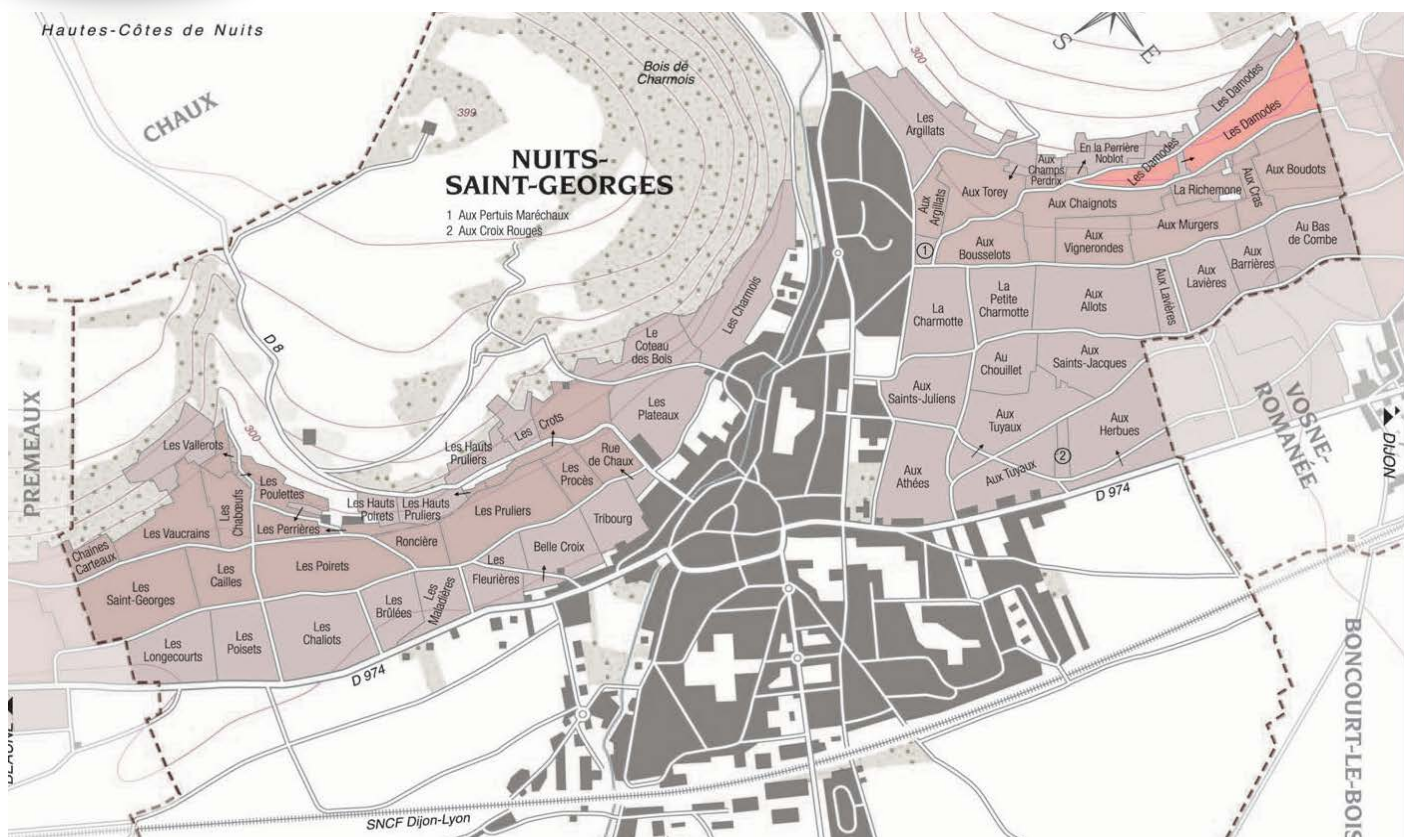 Hautes-Côtes de Nuits
CHAUX
399
Bois de
Charmois
NUITS-
SAINT-GEORGES
1 Aux Pertuis Maréchaux
2 Aux Croix Rouges
D 8
PREMEAUX
300
Les Vallerots
Les
Poulettes
Les
Chabœufs
Les Perrières
Les Vaucrains
Chaines
Carteaux
Les
Saint-Georges
Les
Cailles
Les Poirets
Roncière
Les Hauts
Poirets
Les Hauts
Pruliers
Les Hauts
Pruliers
Les Crots
Les Pruliers
Les
Procès
Rue
de Chaux
Tribourg
Belle Croix
Les
Fleurières
Les
Maladières
Les
Brûlées
Les
Chaliots
Les
Poisets
Les
Longecourts
D 974
Le
Coteau
des Bois
Les Charmois
Les
Plateaux
S
E
300
Les
Argillats
Aux
Argillats
Aux Torey
Aux
Champs
Perdrix
En la Perrière
Noblot
Les Damodes
Les Damodes
Les Damodes
La Richemone
Aux Cras
Aux Boudots
Aux Chaignots
1
Aux
Bousselots
Aux
Vignerondes
Aux Murgers
Au Bas
de Combe
La
Charmotte
La
Petite
Charmotte
Aux
Allots
Aux Lavières
Aux
Lavières
Aux
Barrières
Au
Chouillet
Aux
Saints-Jacques
Aux
Saints-Juliens
Aux
Tuyaux
Aux
Herbues
2
Aux
Athées
Aux Tuyaux
D 974
VOSNE-
ROMANÉE
DIJON
BONCOURT-LE-BOI
SNCF Dijon-Lyon